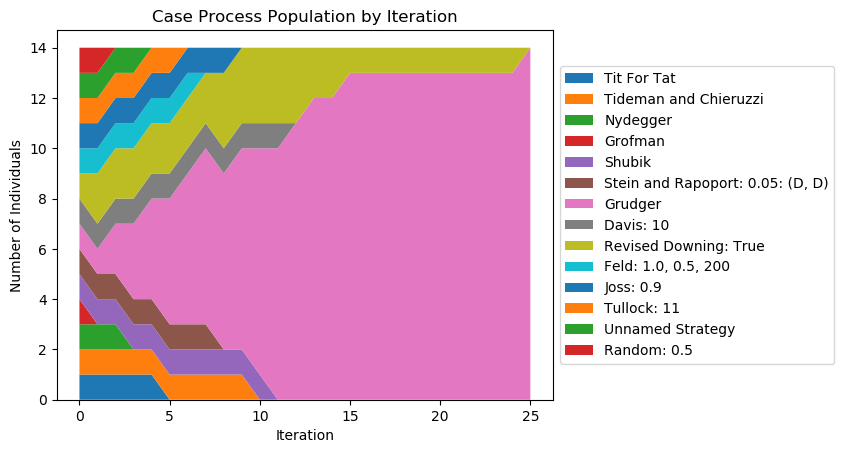 Case Process Population by Iteration
Number of Individuals
14
12
10
8
6
4
2
0
0 5 10 15 20 25
Iteration
Tit For Tat
Tideman and Chieruzzi
Nydegger
Grofman
Shubik
Stein and Rapoport: 0.05: (D, D)
Grudger
Davis: 10
Revised Downing: True
Feld: 1.0, 0.5, 200
Joss: 0.9
Tullock: 11
Unnamed Strategy
Random: 0.5